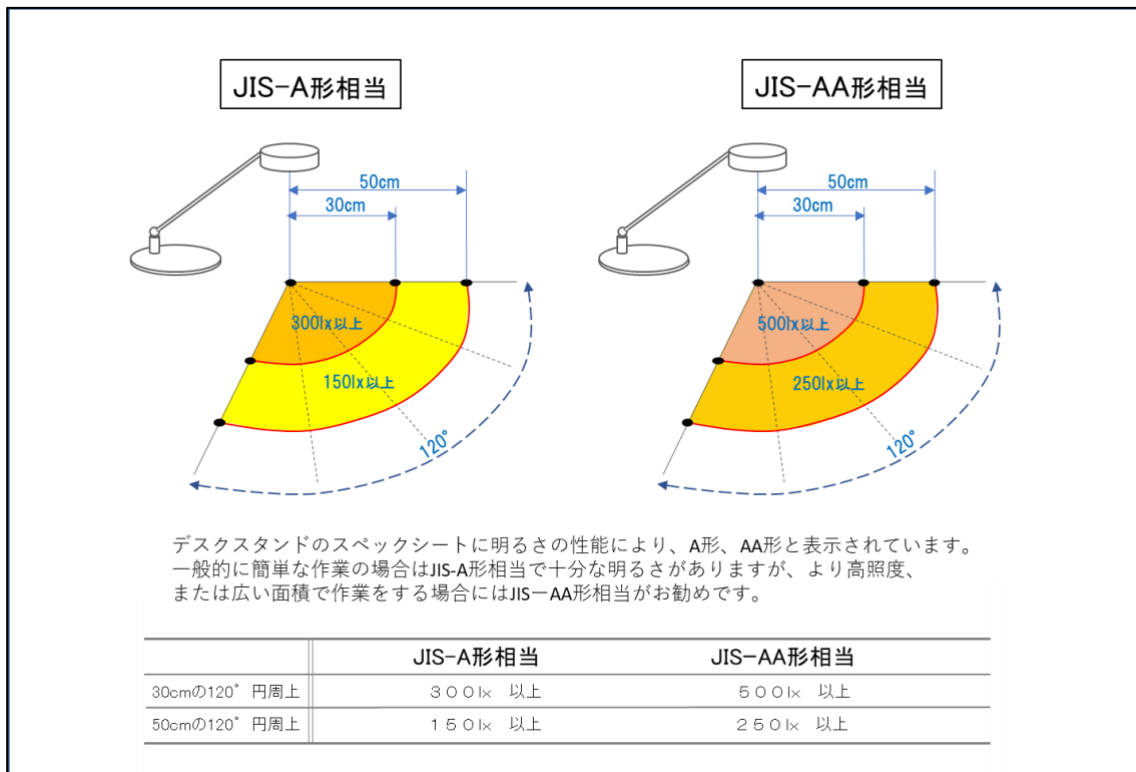 JIS-A形相当
JIS-AA形相当
50cm
30cm
300lx以上
150lx以上
120°
50cm
30cm
500lx以上
250lx以上
120°
デスクスタンドのスペックシートに明るさの性能により、A形、AA形と表示されています。
一般的に簡単な作業の場合はJIS-A形相当で十分な明るさがありますが、より高照度、
または広い面積で作業をする場合にはJISーAA形相当がお勧めです。
JIS-A形相当 JIS-AA形相当
30cmの120°円周上 300lx 以上 500lx 以上
50cmの120°円周上 150lx 以上 250lx 以上